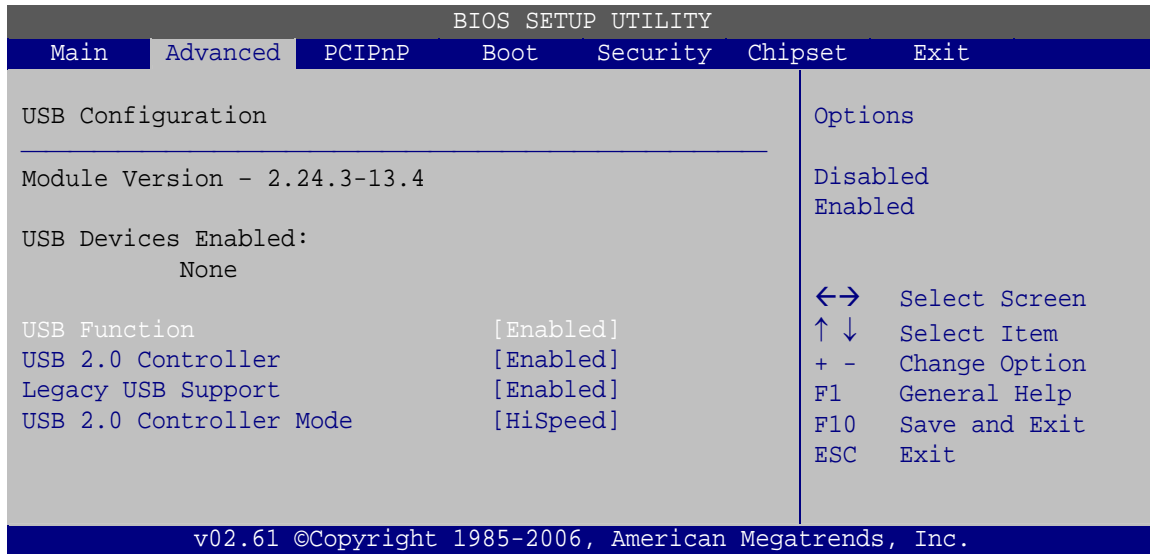 BIOS SETUP UTILITY
Main Advanced PCIPnP Boot Security Chipset Exit
USB Configuration
Module Version – 2.24.3-13.4
USB Devices Enabled:
None
USB Function [Enabled]
USB 2.0 Controller [Enabled]
Legacy USB Support [Enabled]
USB 2.0 Controller Mode [HiSpeed]
Options
Disabled
Enabled
←→ Select Screen
↑ ↓ Select Item
+ - Change Option
F1 General Help
F10 Save and Exit
ESC Exit
v02.61 ©Copyright 1985-2006, American Megatrends, Inc.